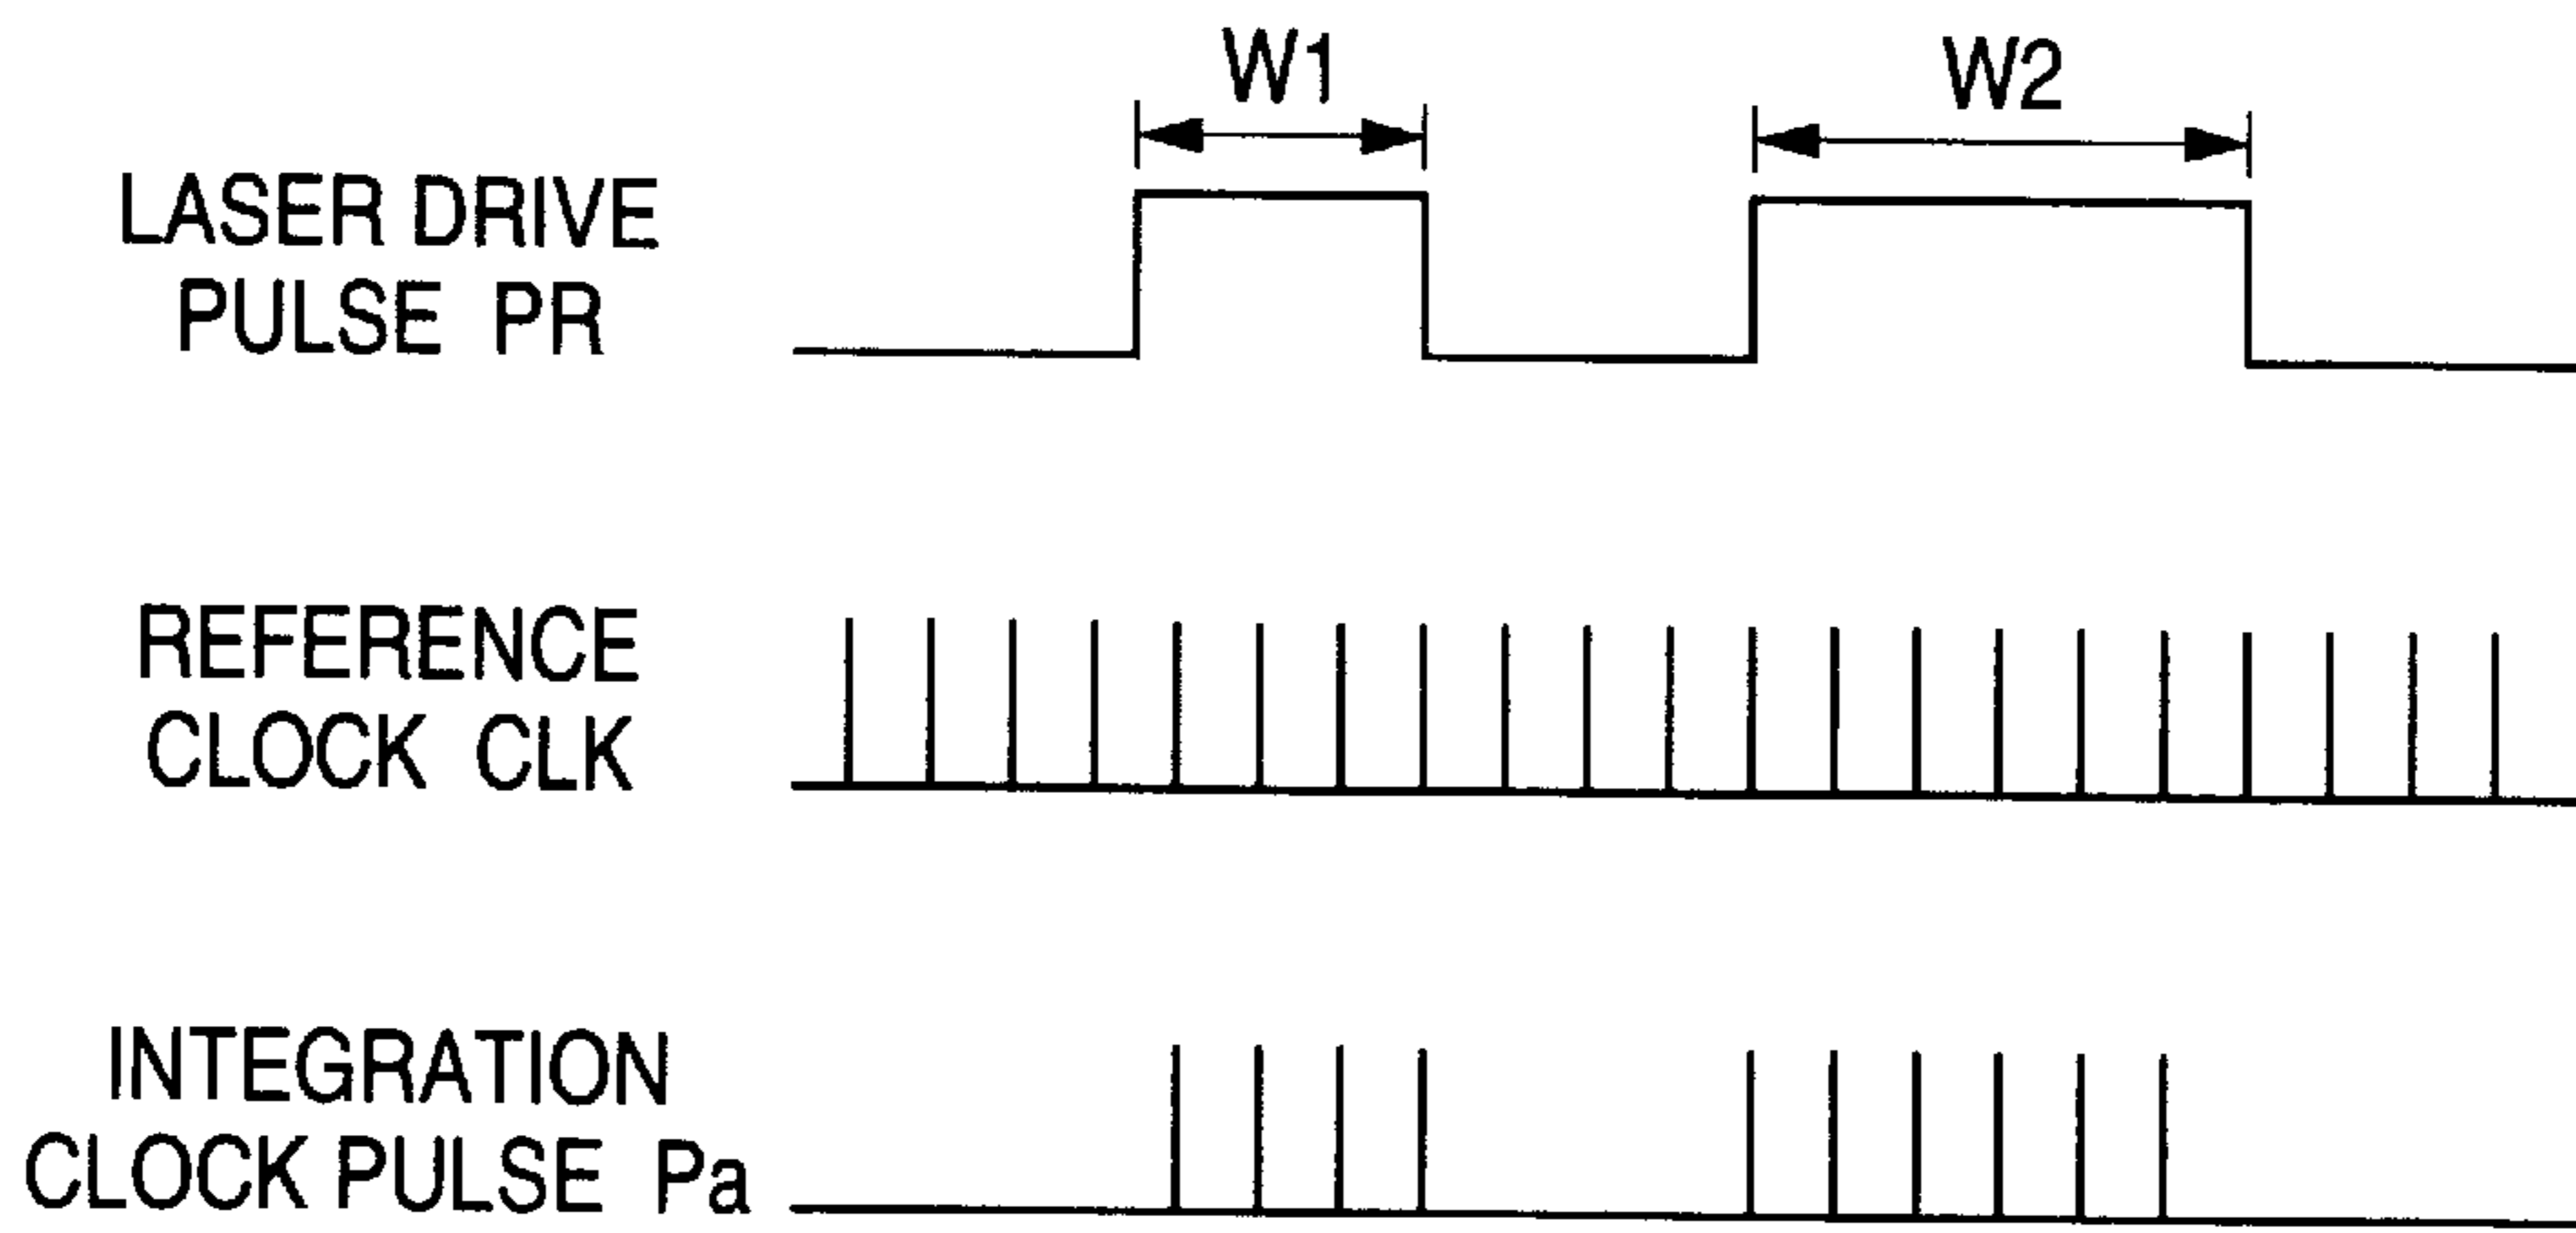 W1
W2
LASER DRIVE
PULSE PR
REFERENCE
CLOCK CLK
INTEGRATION
CLOCK PULSE Pa